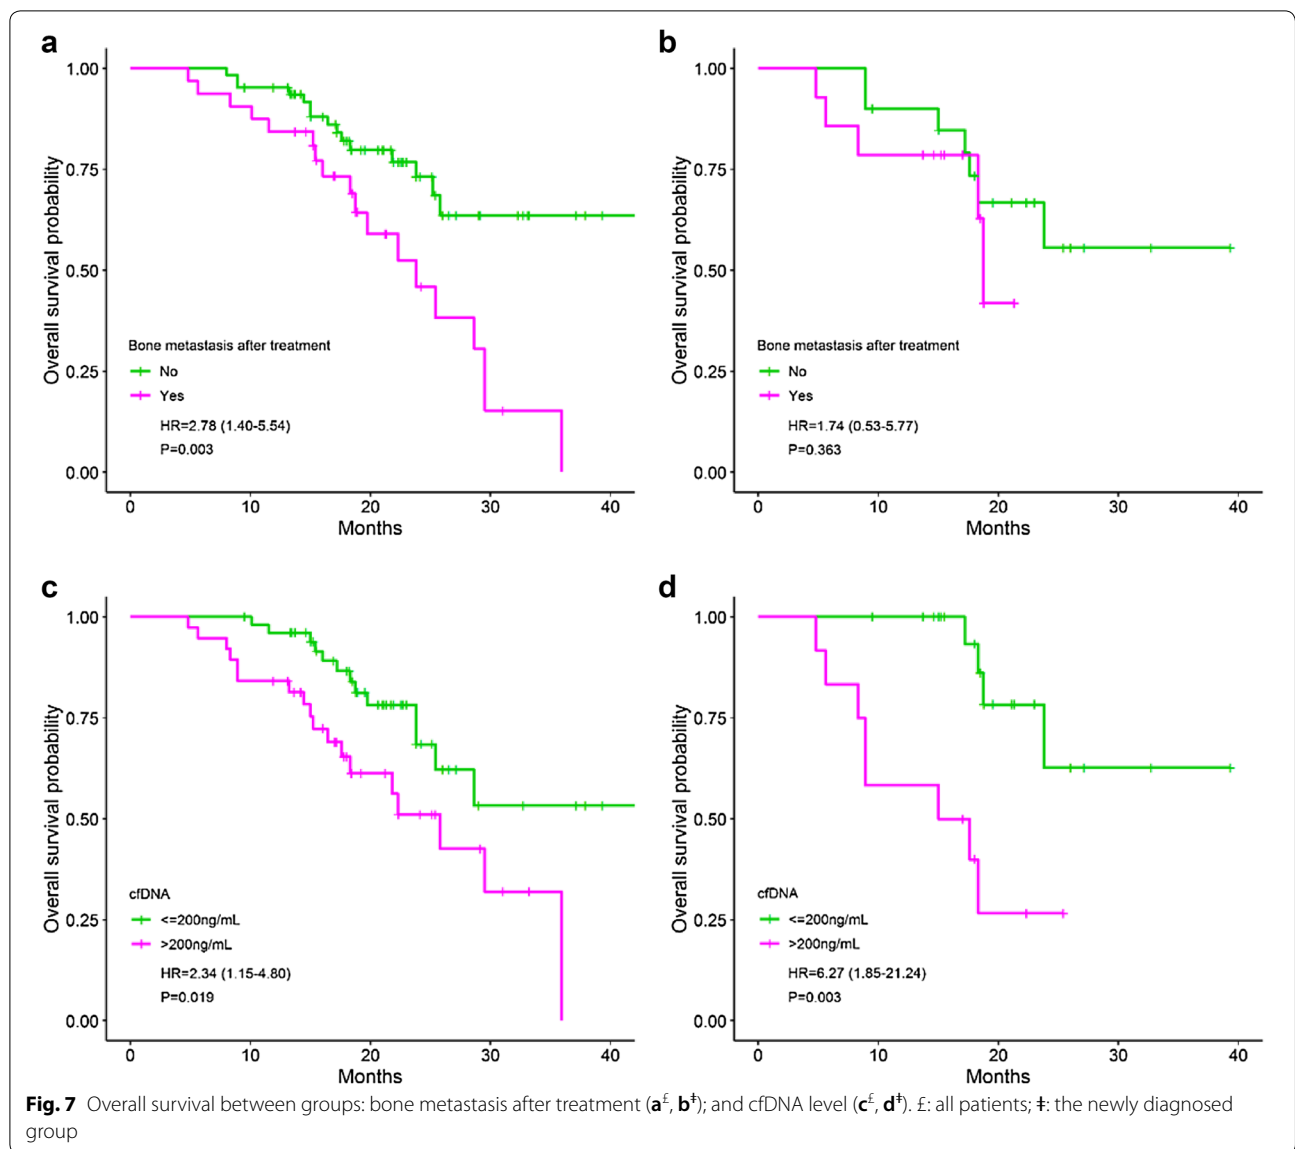 a
1.00
0.75
0.50
0.25
0.00
Overall survival probability
Bone metastasis after treatment
No
Yes
HR=2.78 (1.40-5.54)
P=0.003
0 10 20 30 40
Months
b
1.00
0.75
0.50
0.25
0.00
Overall survival probability
Bone metastasis after treatment
No
Yes
HR=1.74 (0.53-5.77)
P=0.363
0 10 20 30 40
Months
c
1.00
0.75
0.50
0.25
0.00
Overall survival probability
cfDNA
<=200ng/mL
>200ng/mL
HR=2.34 (1.15-4.80)
P=0.019
0 10 20 30 40
Months
d
1.00
0.75
0.50
0.25
0.00
Overall survival probability
cfDNA
<=200ng/mL
>200ng/mL
HR=6.27 (1.85-21.24)
P=0.003
0 10 20 30 40
Months
Fig. 7 Overall survival between groups: bone metastasis after treatment (a£, b‡); and cfDNA level (c£, d‡). £: all patients; ‡: the newly diagnosed
group